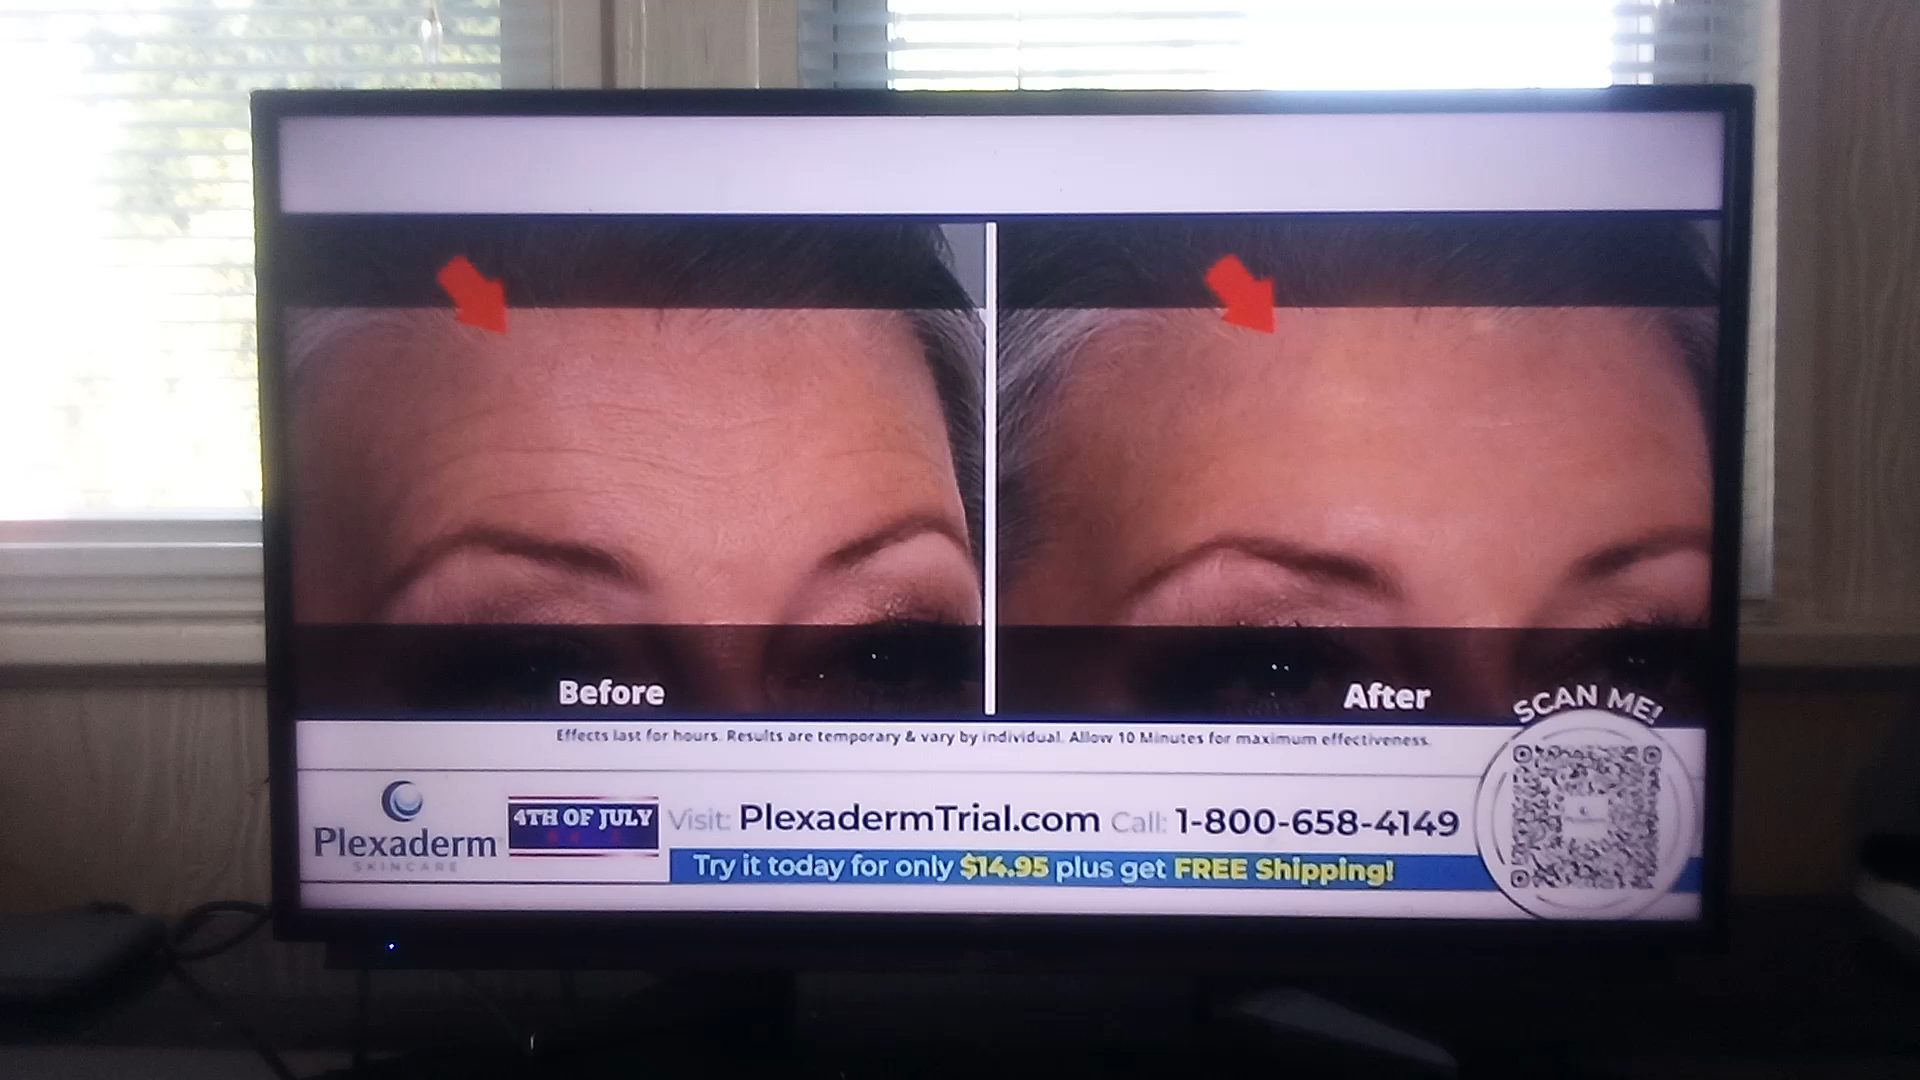 Before
After
SCAN ME!
Effects last for hours. Results are temporary & vary by individual. Allow 10 Minutes for maximum effectiveness.
Plexaderm
SKINCARE
4TH OF JULY
Visit: PlexadermTrial.com Call: 1-800-658-4149
Try it today for only $14.95 plus get FREE Shipping!